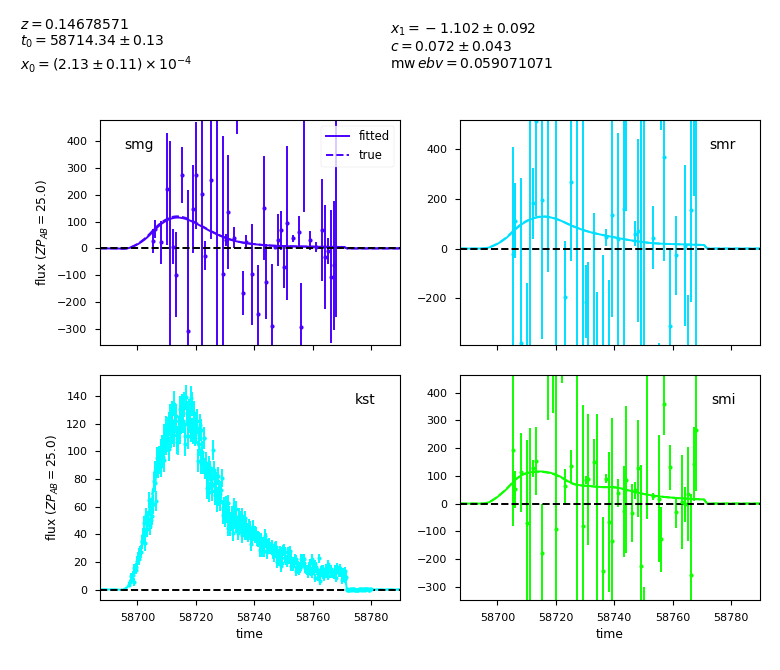 z = 0.14678571
t₀ = 58714.34 ± 0.13
x₀ = (2.13 ± 0.11) × 10⁻⁴
x₁ = −1.102 ± 0.092
c = 0.072 ± 0.043
mw ebv = 0.059071071
smg
fitted
true
flux (ZP_AB = 25.0)
400
300
200
100
0
−100
−200
−300
smr
400
200
0
−200
kst
flux (ZP_AB = 25.0)
140
120
100
80
60
40
20
0
58700 58720 58740 58760 58780
time
smi
400
300
200
100
0
−100
−200
−300
58700 58720 58740 58760 58780
time